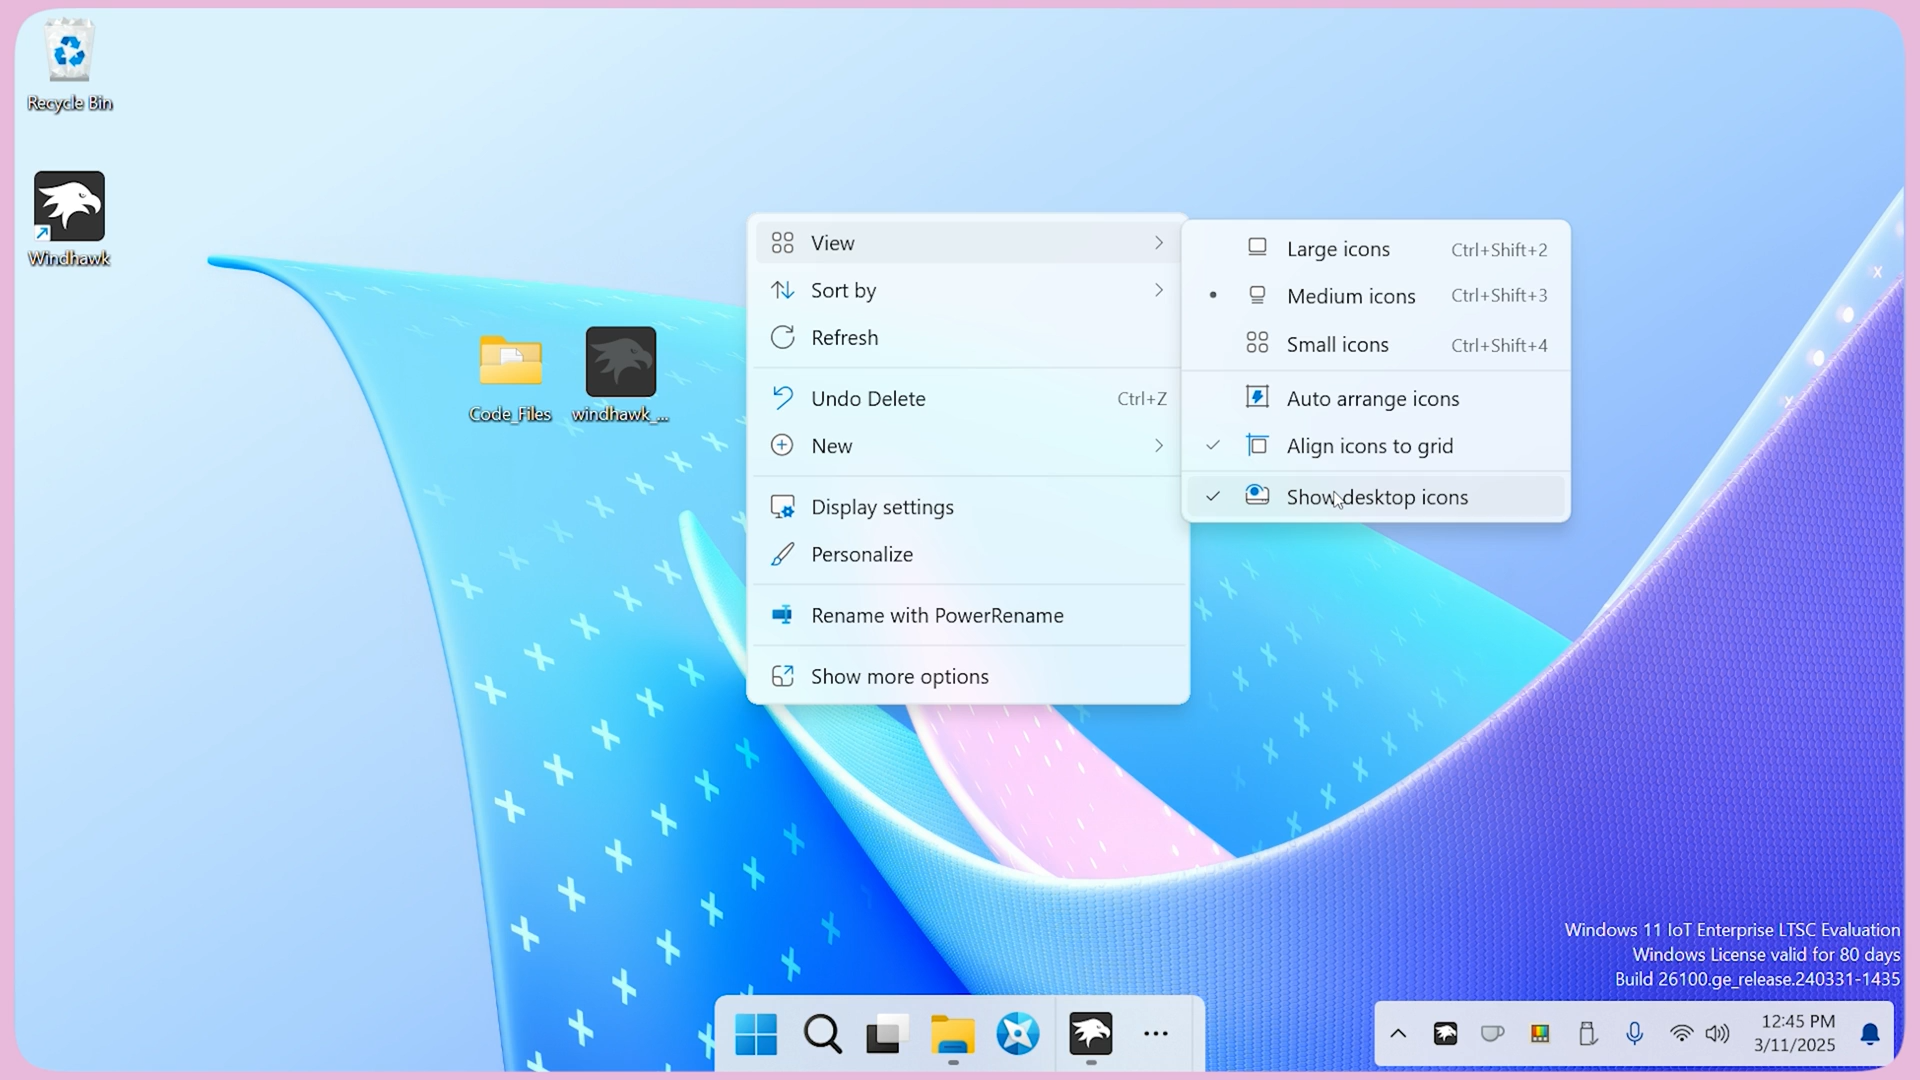 Recycle Bin
Windhawk
Code_Files
windhawk_...
View
Sort by
Refresh
Undo Delete Ctrl+Z
New
Display settings
Personalize
Rename with PowerRename
Show more options
Large icons Ctrl+Shift+2
Medium icons Ctrl+Shift+3
Small icons Ctrl+Shift+4
Auto arrange icons
Align icons to grid
Show desktop icons
Windows 11 IoT Enterprise LTSC Evaluation
Windows License valid for 80 days
Build 26100.ge_release.240331-1435
12:45 PM
3/11/2025